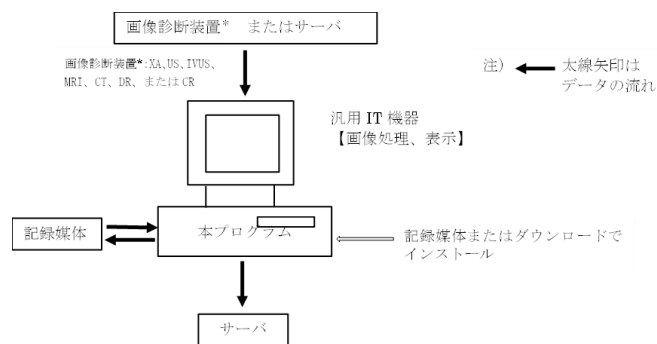 画像診断装置* またはサーバ
画像診断装置*:XA,US、IVUS、
MRI、CT、DR、またはCR
注)
太線矢印は
データの流れ
汎用 IT 機器
【画像処理、表示】
記録媒体
本プログラム
記録媒体またはダウンロードで
インストール
サーバ